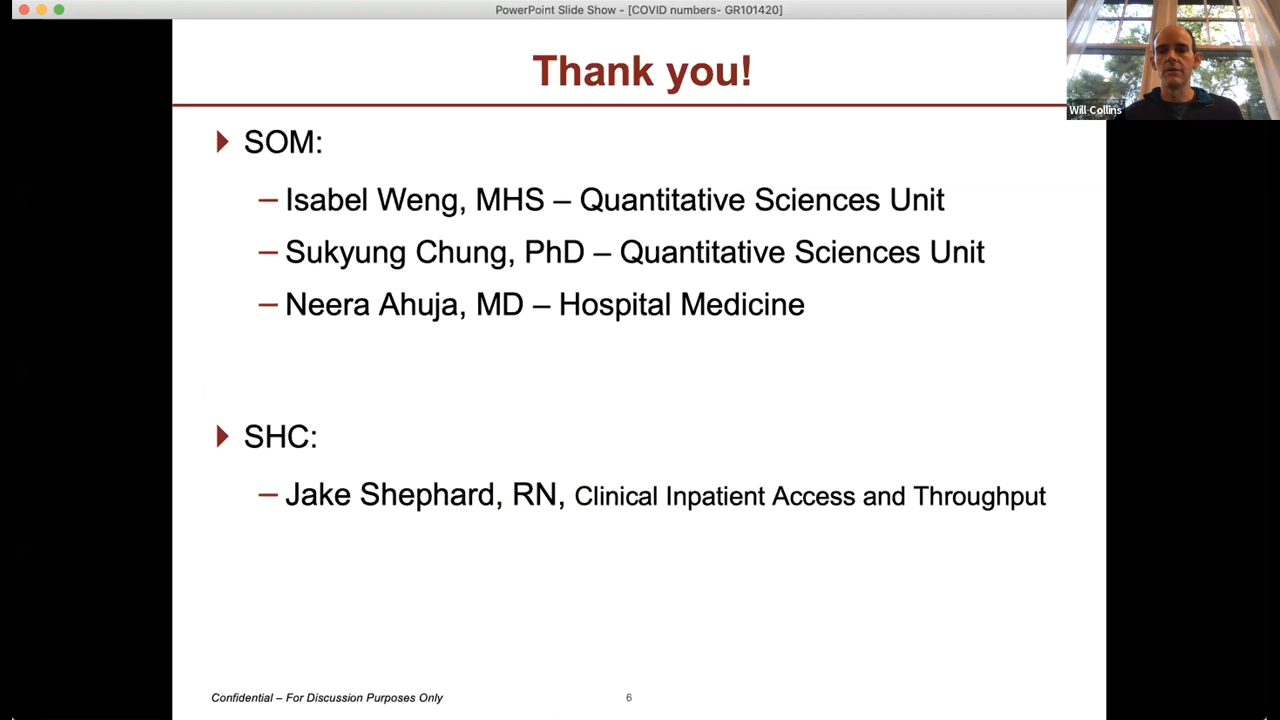 PowerPoint Slide Show - [COVID numbers- GR101420]
Thank you!
Will Collins
SOM:
– Isabel Weng, MHS – Quantitative Sciences Unit
– Sukyung Chung, PhD – Quantitative Sciences Unit
– Neera Ahuja, MD – Hospital Medicine
SHC:
– Jake Shephard, RN, Clinical Inpatient Access and Throughput
Confidential – For Discussion Purposes Only
6